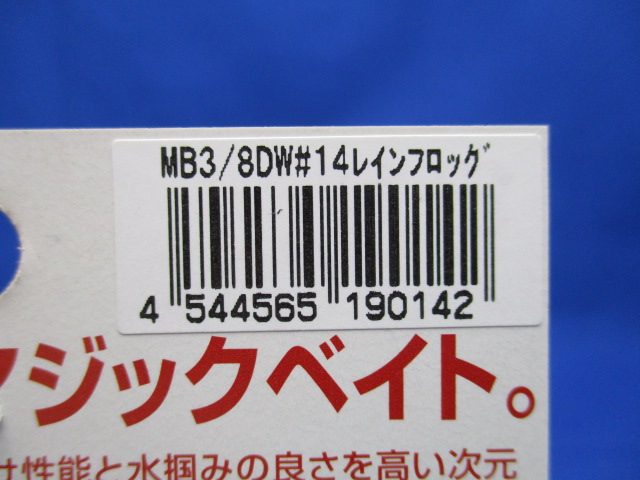 MB3/8DW#14レインフロッグ
4 544565 190142
マジックベイト。
性能と水掴みの良さを高い次元